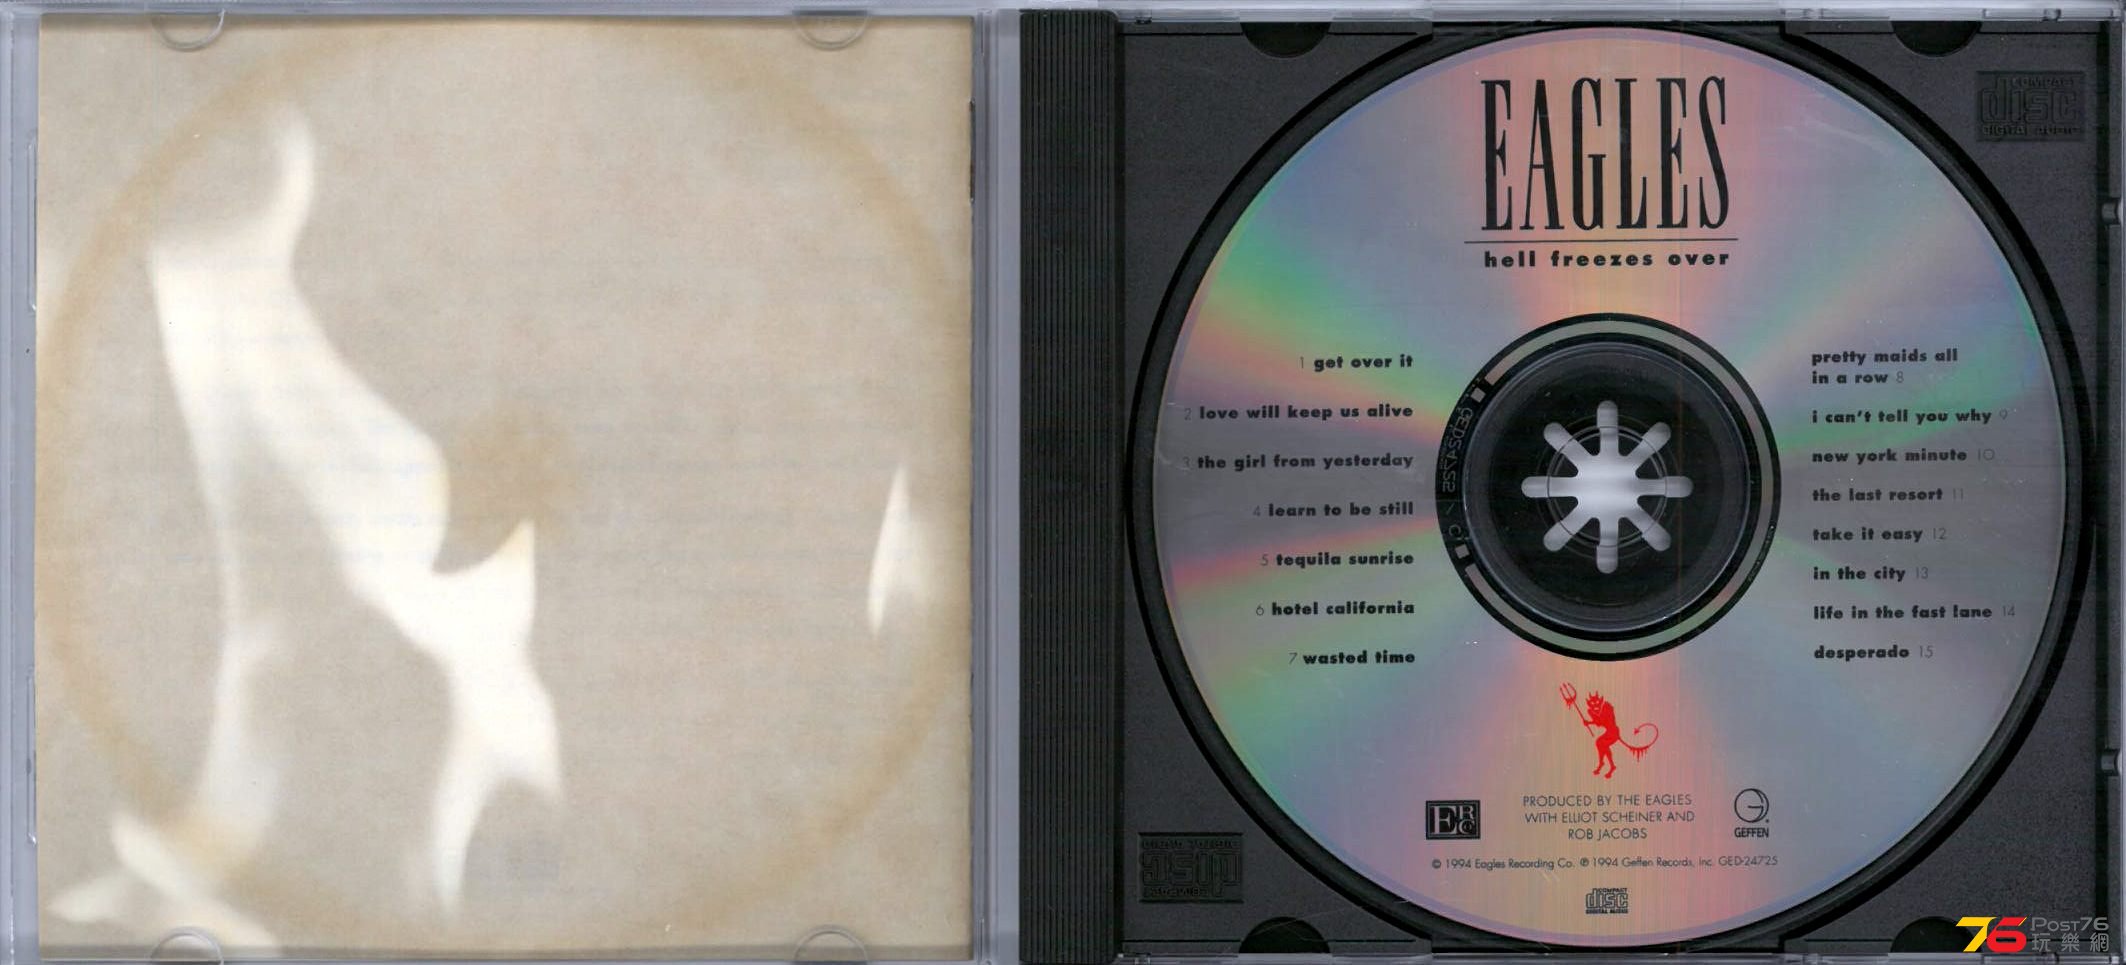 EAGLES
hell freezes over
1 get over it
2 love will keep us alive
3 the girl from yesterday
4 learn to be still
5 tequila sunrise
6 hotel california
7 wasted time
pretty maids all
in a row 8
i can't tell you why 9
new york minute 10
the last resort 11
take it easy 12
in the city 13
life in the fast lane 14
desperado 15
PRODUCED BY THE EAGLES
WITH ELLIOT SCHEINER AND
ROB JACOBS
GEFFEN
© 1994 Eagles Recording Co. ℗ 1994 Geffen Records, Inc. GED-24725
COMPACT
disc
DIGITAL AUDIO
COMPACT
disc
DIGITAL AUDIO
76 Post76
玩樂網